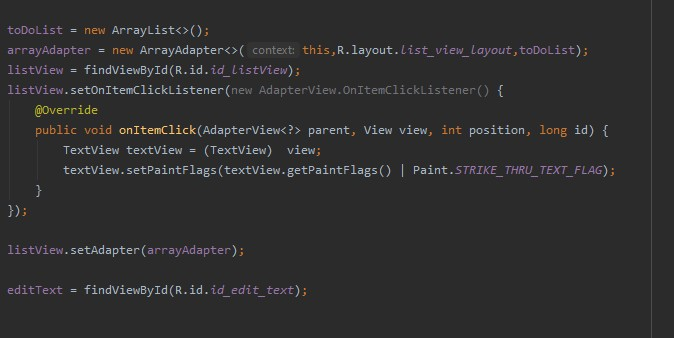 toDoList = new ArrayList<>();
arrayAdapter = new ArrayAdapter<>( context: this,R.layout.list_view_layout,toDoList);
listView = findViewById(R.id.id_listView);
listView.setOnItemClickListener(new AdapterView.OnItemClickListener() {
    @Override
    public void onItemClick(AdapterView<?> parent, View view, int position, long id) {
        TextView textView = (TextView)  view;
        textView.setPaintFlags(textView.getPaintFlags() | Paint.STRIKE_THRU_TEXT_FLAG);
    }
});
listView.setAdapter(arrayAdapter);
editText = findViewById(R.id.id_edit_text);